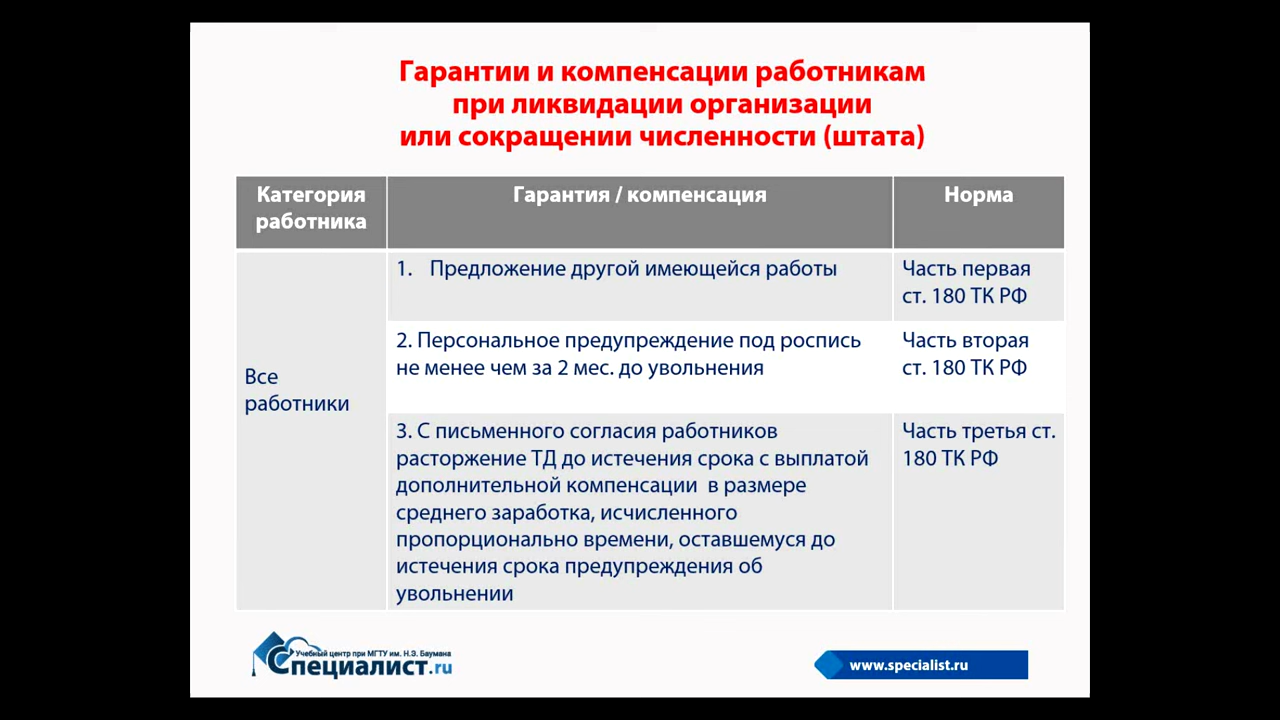 Гарантии и компенсации работникам
при ликвидации организации
или сокращении численности (штата)
Категория
работника
Гарантия / компенсация
Норма
Все
работники
1. Предложение другой имеющейся работы
Часть первая
ст. 180 ТК РФ
2. Персональное предупреждение под роспись
не менее чем за 2 мес. до увольнения
Часть вторая
ст. 180 ТК РФ
3. С письменного согласия работников
расторжение ТД до истечения срока с выплатой
дополнительной компенсации в размере
среднего заработка, исчисленного
пропорционально времени, оставшемуся до
истечения срока предупреждения об
увольнении
Часть третья ст.
180 ТК РФ
Учебный центр при МГТУ им. Н.Э. Баумана
Специалист.ru
www.specialist.ru